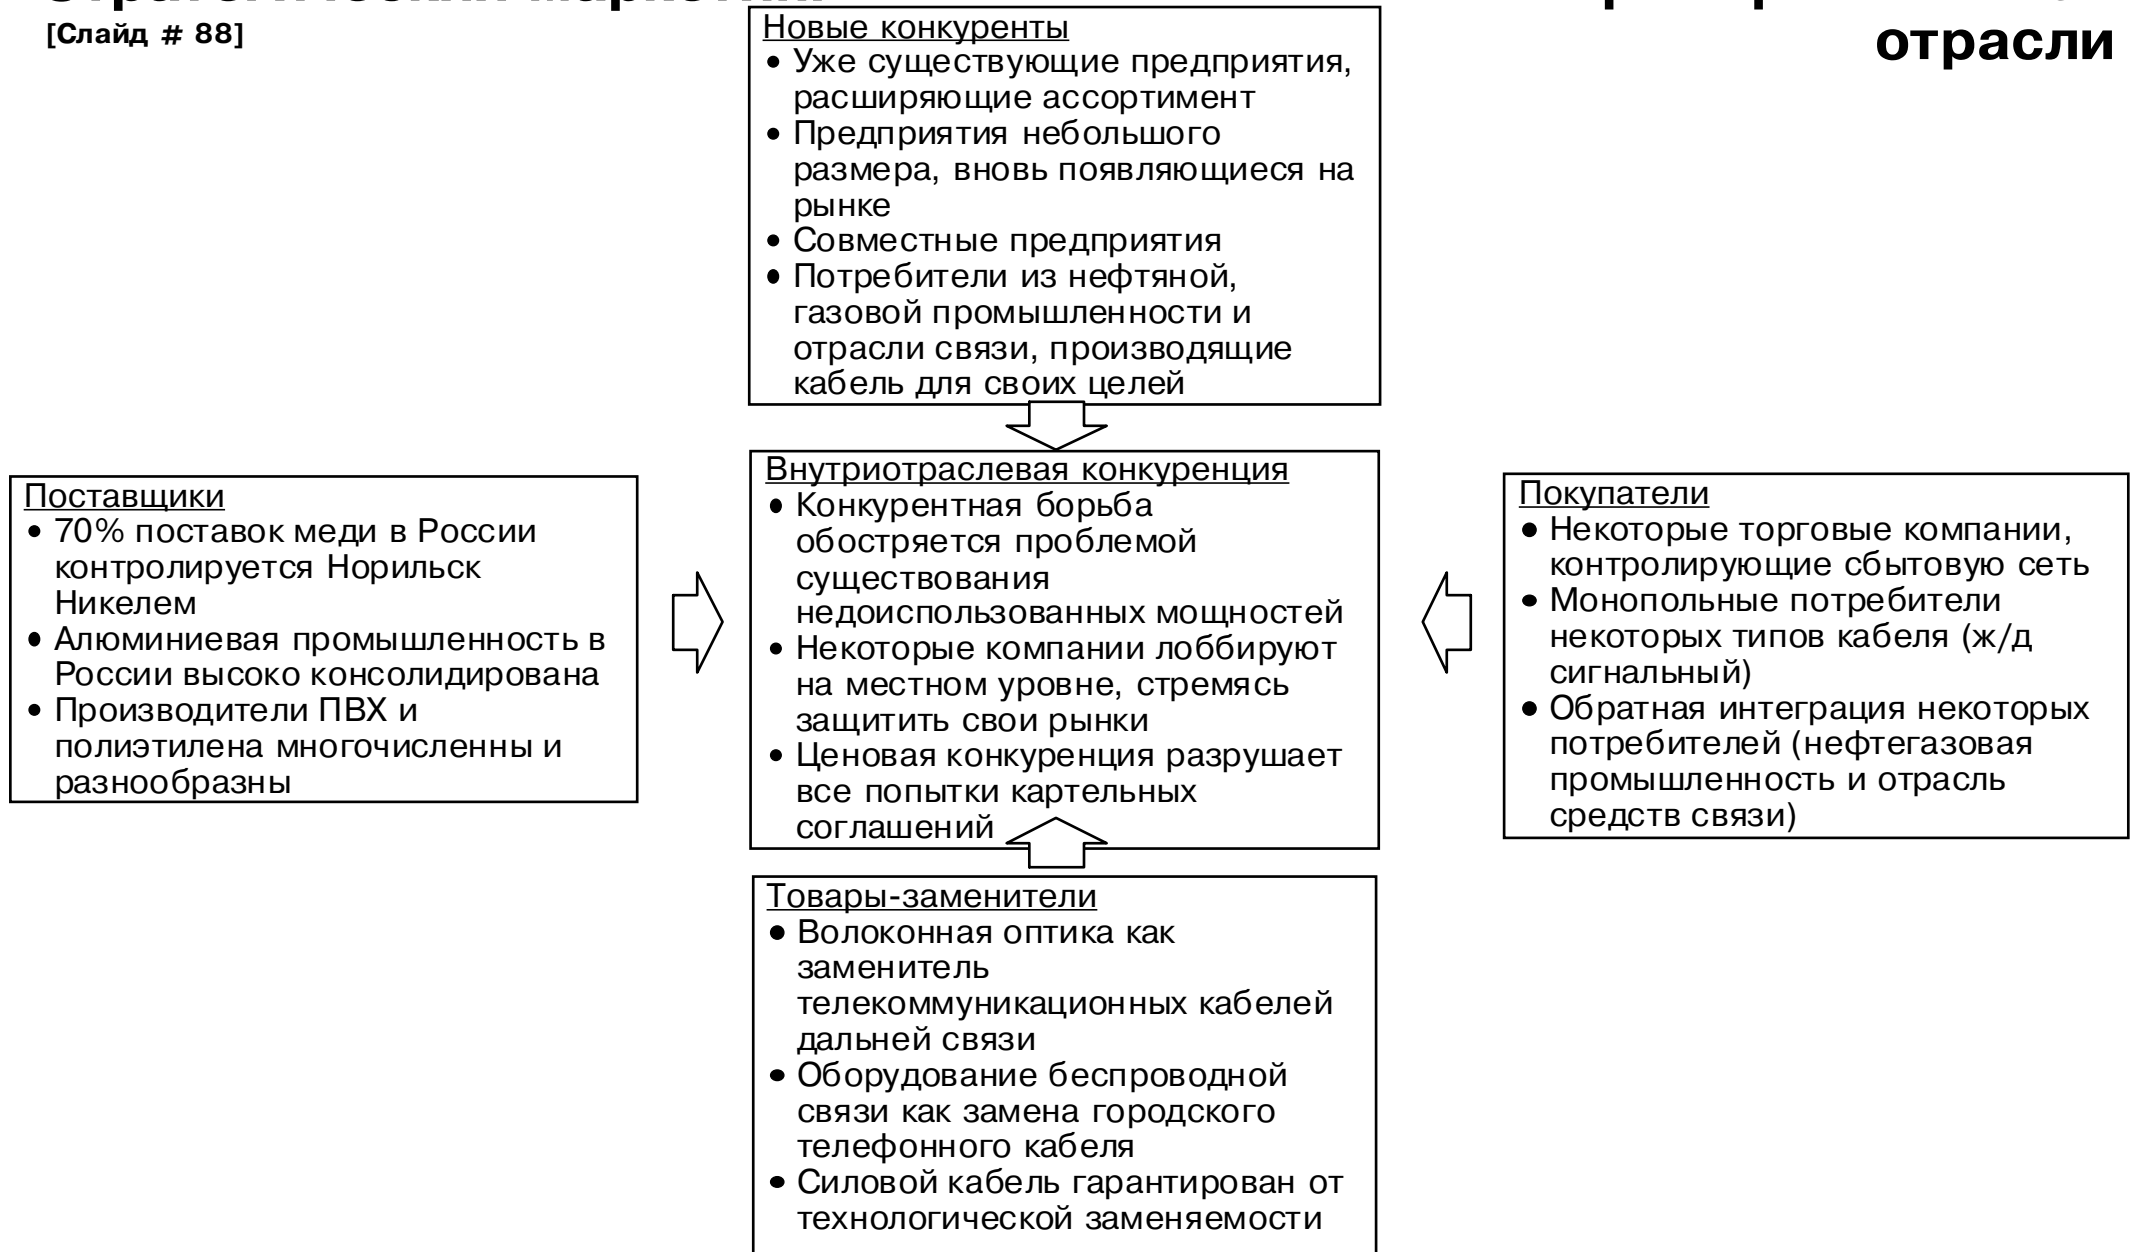 [Слайд # 88]
отрасли
Новые конкуренты
• Уже существующие предприятия,
расширяющие ассортимент
• Предприятия небольшого
размера, вновь появляющиеся на
рынке
• Совместные предприятия
• Потребители из нефтяной,
газовой промышленности и
отрасли связи, производящие
кабель для своих целей
Поставщики
• 70% поставок меди в России
контролируется Норильск
Никелем
• Алюминиевая промышленность в
России высоко консолидирована
• Производители ПВХ и
полиэтилена многочисленны и
разнообразны
Внутриотраслевая конкуренция
• Конкурентная борьба
обостряется проблемой
существования
недоиспользованных мощностей
• Некоторые компании лоббируют
на местном уровне, стремясь
защитить свои рынки
• Ценовая конкуренция разрушает
все попытки картельных
соглашений
Покупатели
• Некоторые торговые компании,
контролирующие сбытовую сеть
• Монопольные потребители
некоторых типов кабеля (ж/д
сигнальный)
• Обратная интеграция некоторых
потребителей (нефтегазовая
промышленность и отрасль
средств связи)
Товары-заменители
• Волоконная оптика как
заменитель
телекоммуникационных кабелей
дальней связи
• Оборудование беспроводной
связи как замена городского
телефонного кабеля
• Силовой кабель гарантирован от
технологической заменяемости